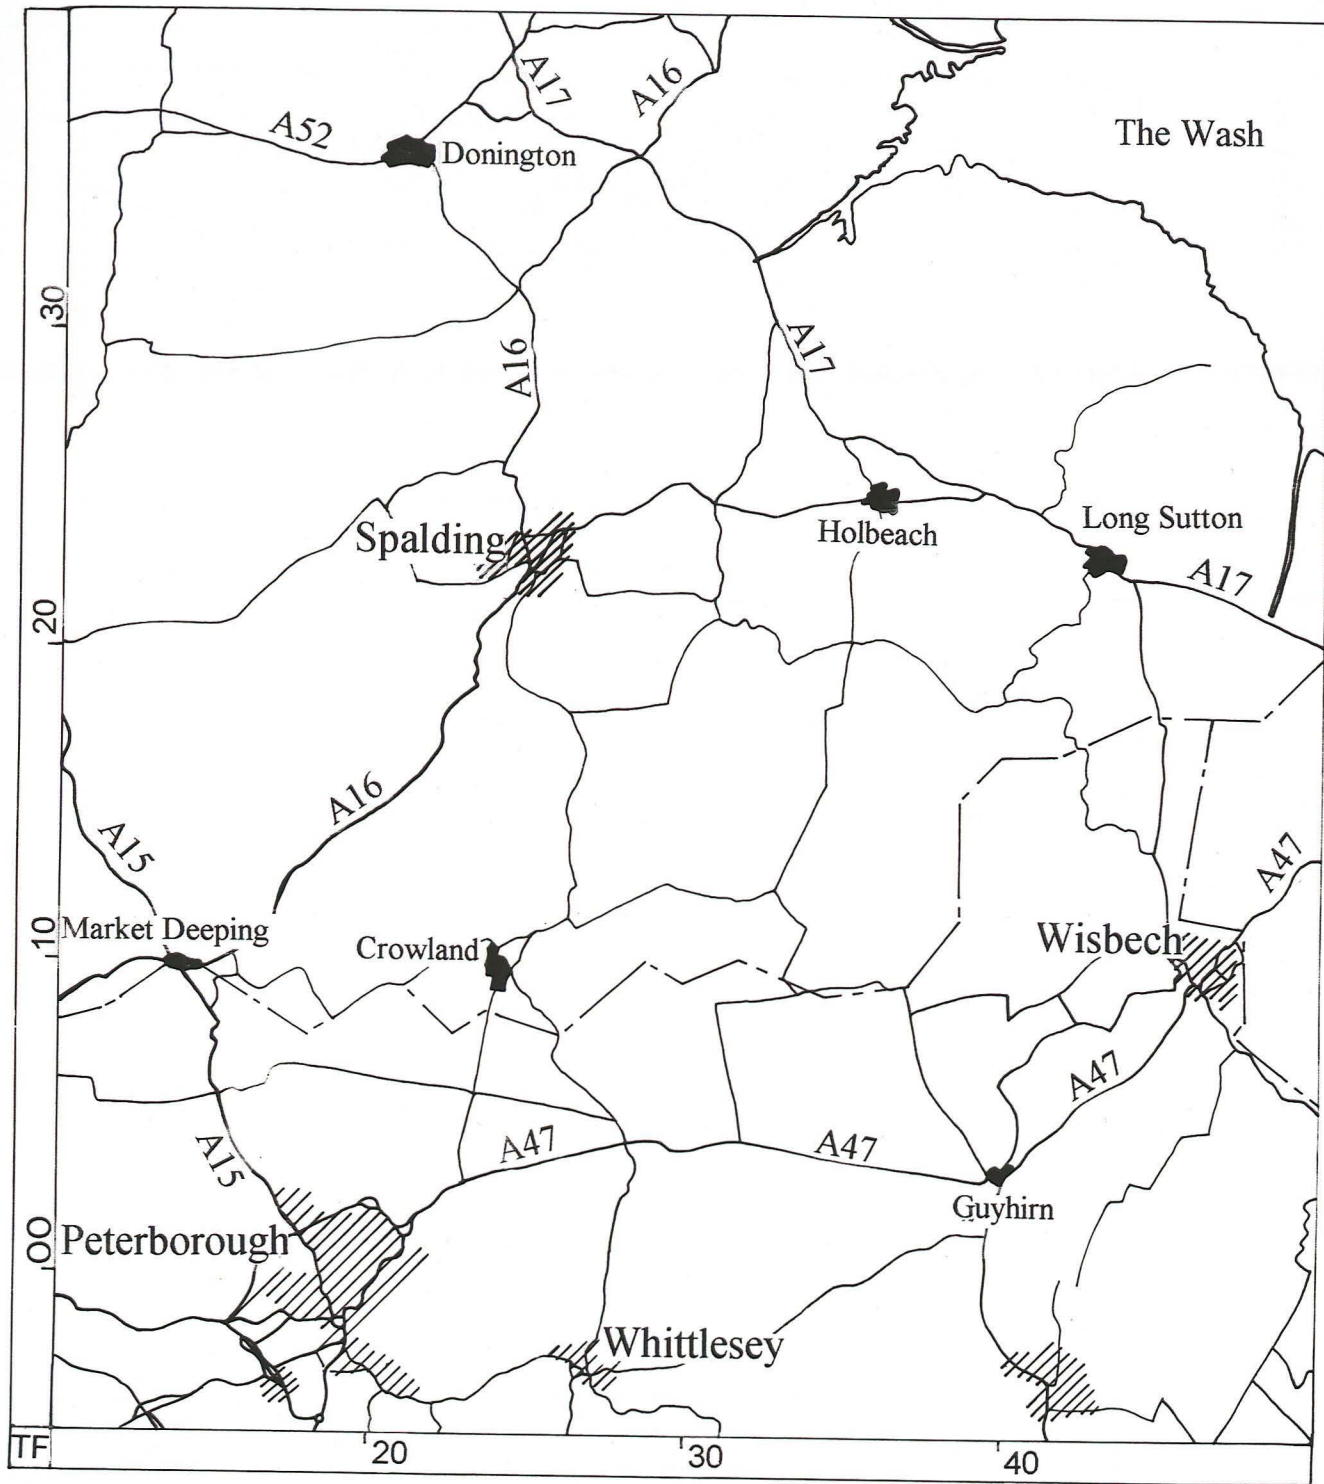 A17
A16
The Wash
A52
Donington
30
A16
A17
Spalding
Holbeach
Long Sutton
A17
20
A16
A15
A47
10
Market Deeping
Crowland
Wisbech
A47
A15
A47
A47
Guyhirn
00
Peterborough
Whittlesey
TF
20
30
40